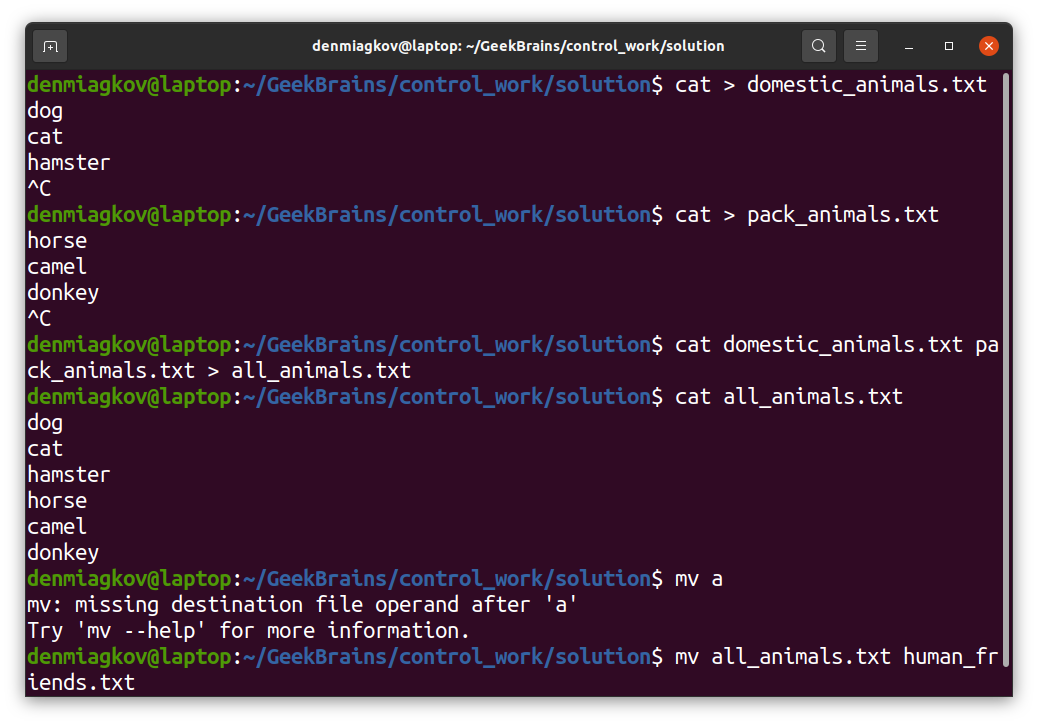 denmiagkov@laptop: ~/GeekBrains/control_work/solution
denmiagkov@laptop:~/GeekBrains/control_work/solution$ cat > domestic_animals.txt
dog
cat
hamster
^C
denmiagkov@laptop:~/GeekBrains/control_work/solution$ cat > pack_animals.txt
horse
camel
donkey
^C
denmiagkov@laptop:~/GeekBrains/control_work/solution$ cat domestic_animals.txt pa
ck_animals.txt > all_animals.txt
denmiagkov@laptop:~/GeekBrains/control_work/solution$ cat all_animals.txt
dog
cat
hamster
horse
camel
donkey
denmiagkov@laptop:~/GeekBrains/control_work/solution$ mv a
mv: missing destination file operand after 'a'
Try 'mv --help' for more information.
denmiagkov@laptop:~/GeekBrains/control_work/solution$ mv all_animals.txt human_fr
iends.txt